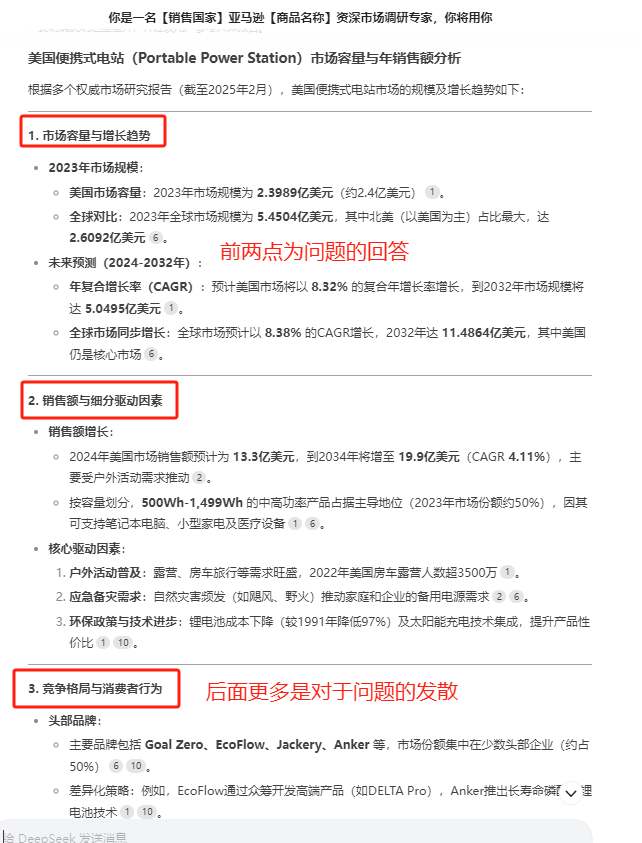 你是一名【销售国家】亚马逊【商品名称】资深市场调研专家，你将用你
美国便携式电站（Portable Power Station）市场容量与年销售额分析
根据多个权威市场研究报告（截至2025年2月），美国便携式电站市场的规模及增长趋势如下：
1. 市场容量与增长趋势
2023年市场规模：
美国市场容量：2023年市场规模为 2.3989亿美元（约2.4亿美元） 1 。
全球对比：2023年全球市场规模为 5.4504亿美元，其中北美（以美国为主）占比最大，达
2.6092亿美元 6 。
前两点为问题的回答
未来预测（2024-2032年）：
年复合增长率（CAGR）：预计美国市场将以 8.32% 的复合年增长率增长，到2032年市场规模将
达 5.0495亿美元 1 。
全球市场同步增长：全球市场预计以 8.38% 的CAGR增长，2032年达 11.4864亿美元，其中美国
仍是核心市场 6 。
2. 销售额与细分驱动因素
销售额增长：
2024年美国市场销售额预计为 13.3亿美元，到2034年将增至 19.9亿美元（CAGR 4.11%），主
要受户外活动需求推动 2 。
按容量划分，500Wh-1,499Wh 的中高功率产品占据主导地位（2023年市场份额约50%），因其
可支持笔记本电脑、小型家电及医疗设备 1 6 。
核心驱动因素：
1. 户外活动普及：露营、房车旅行等需求旺盛，2022年美国房车露营人数超3500万 1 。
2. 应急备灾需求：自然灾害频发（如飓风、野火）推动家庭和企业的备用电源需求 2 6 。
3. 环保政策与技术进步：锂电池成本下降（较1991年降低97%）及太阳能充电技术集成，提升产品性
价比 1 10 。
3. 竞争格局与消费者行为
后面更多是对于问题的发散
头部品牌：
主要品牌包括 Goal Zero、EcoFlow、Jackery、Anker 等，市场份额集中在少数头部企业（约占
50%） 6 10 。
差异化策略：例如，EcoFlow通过众筹开发高端产品（如DELTA Pro），Anker推出长寿命磷 锂
电池技术 1 10 。
给 DeepSeek 发送消息